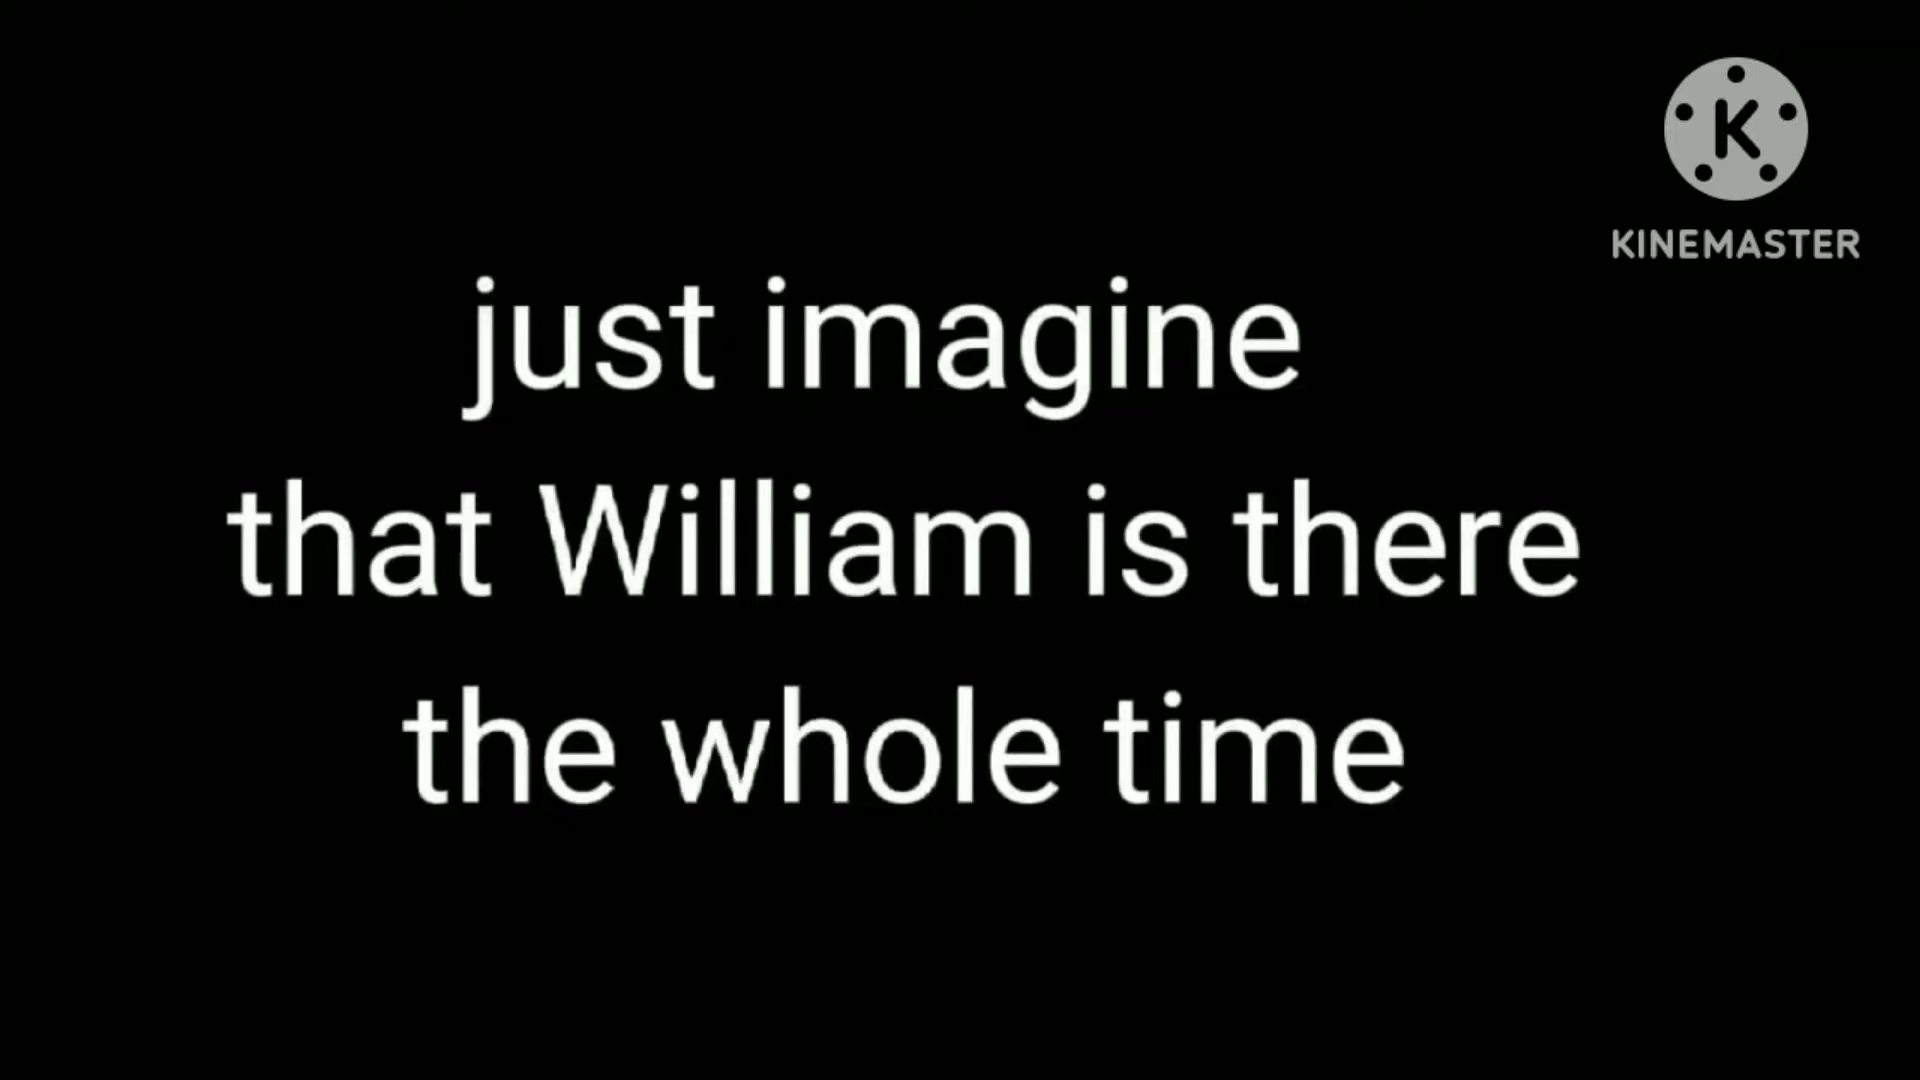 K
KINEMASTER
just imagine
that William is there
the whole time